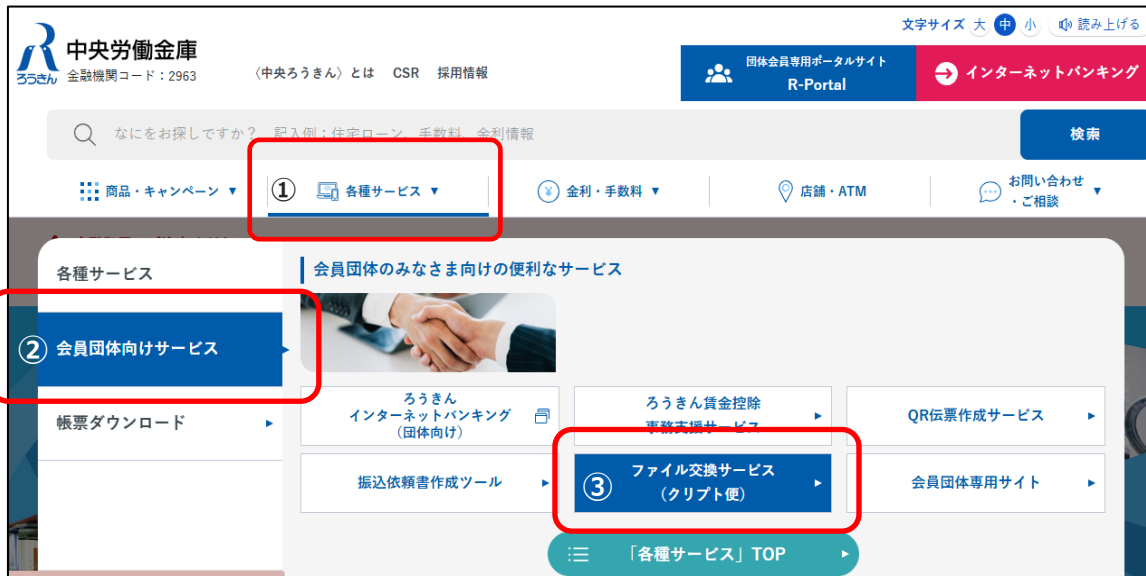 文字サイズ 大 中 小 読み上げる
ろうきん
中央労働金庫
金融機関コード：2963
〈中央ろうきん〉とは CSR 採用情報
団体会員専用ポータルサイト
R-Portal
インターネットバンキング
なにをお探しですか？ 記入例：住宅ローン、手数料、金利情報
検索
商品・キャンペーン ▼
① 各種サービス ▼
金利・手数料 ▼
店舗・ATM
お問い合わせ
・ご相談 ▼
各種サービス
② 会員団体向けサービス
帳票ダウンロード
会員団体のみなさま向けの便利なサービス
ろうきん
インターネットバンキング
（団体向け）
ろうきん賃金控除
事務支援サービス
QR伝票作成サービス
振込依頼書作成ツール
③ ファイル交換サービス
（クリプト便）
会員団体専用サイト
「各種サービス」TOP